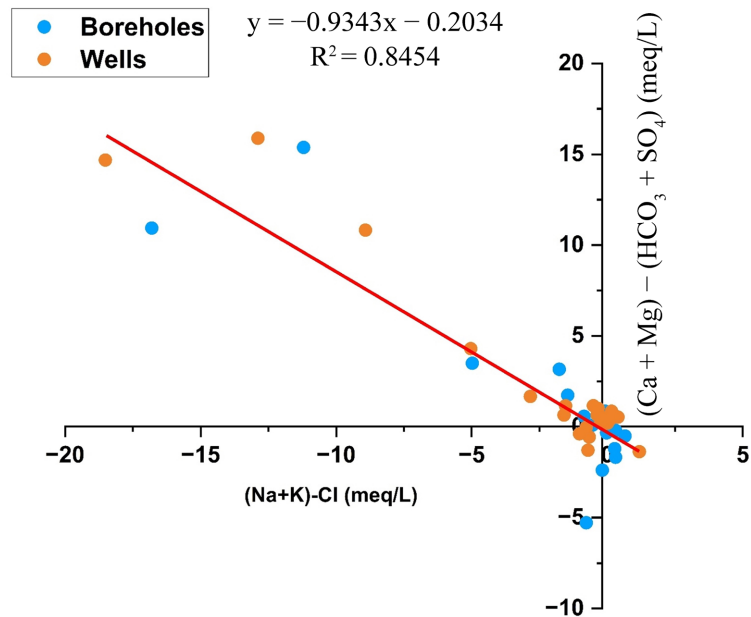 Boreholes
Wells
y = −0.9343x − 0.2034
R² = 0.8454
(Ca + Mg) − (HCO₃ + SO₄) (meq/L)
20
15
10
5
0
−5
−10
−20
−15
−10
−5
0
5
(Na+K)-Cl (meq/L)